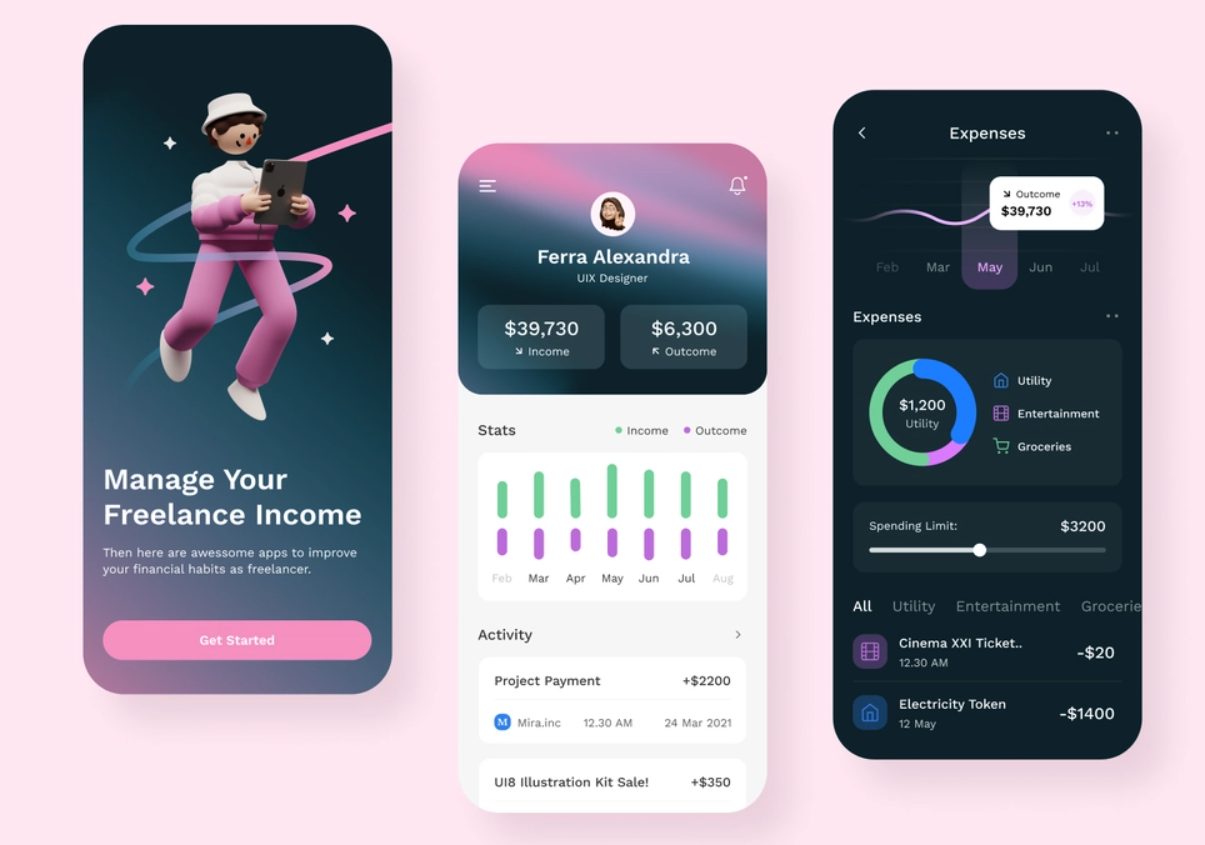 Manage Your
Freelance Income
Then here are awessome apps to improve
your financial habits as freelancer.
Get Started
Ferra Alexandra
UIX Designer
$39,730
Income
$6,300
Outcome
Stats
Income
Outcome
Feb Mar Apr May Jun Jul Aug
Activity
Project Payment +$2200
M Mira.inc 12.30 AM 24 Mar 2021
UI8 Illustration Kit Sale! +$350
Expenses
Outcome
$39,730
+13%
Feb Mar May Jun Jul
Expenses
$1,200
Utility
Utility
Entertainment
Groceries
Spending Limit: $3200
All Utility Entertainment Grocerie
Cinema XXI Ticket.. -$20
12.30 AM
Electricity Token -$1400
12 May